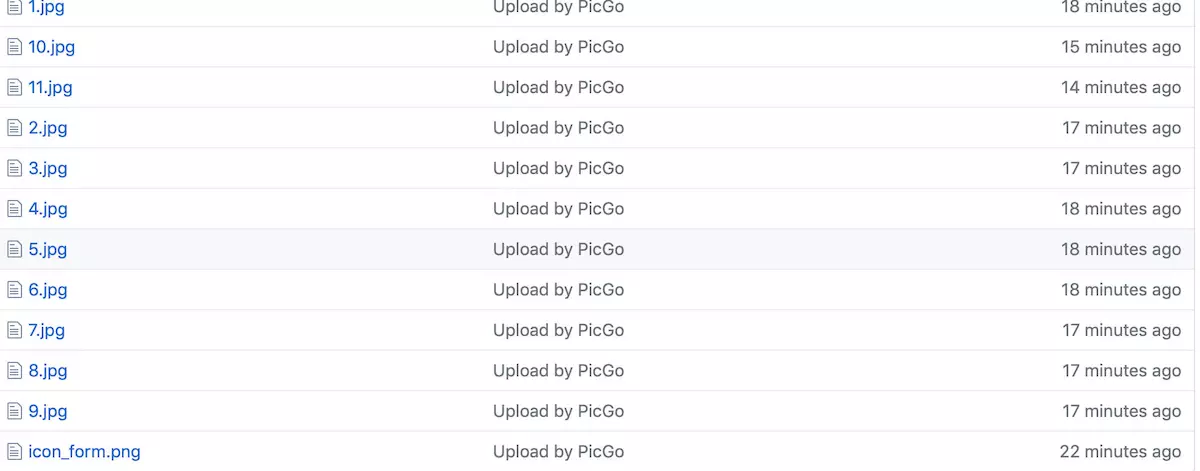 1.jpg Upload by PicGo 18 minutes ago
10.jpg Upload by PicGo 15 minutes ago
11.jpg Upload by PicGo 14 minutes ago
2.jpg Upload by PicGo 17 minutes ago
3.jpg Upload by PicGo 17 minutes ago
4.jpg Upload by PicGo 18 minutes ago
5.jpg Upload by PicGo 18 minutes ago
6.jpg Upload by PicGo 18 minutes ago
7.jpg Upload by PicGo 17 minutes ago
8.jpg Upload by PicGo 17 minutes ago
9.jpg Upload by PicGo 17 minutes ago
icon_form.png Upload by PicGo 22 minutes ago